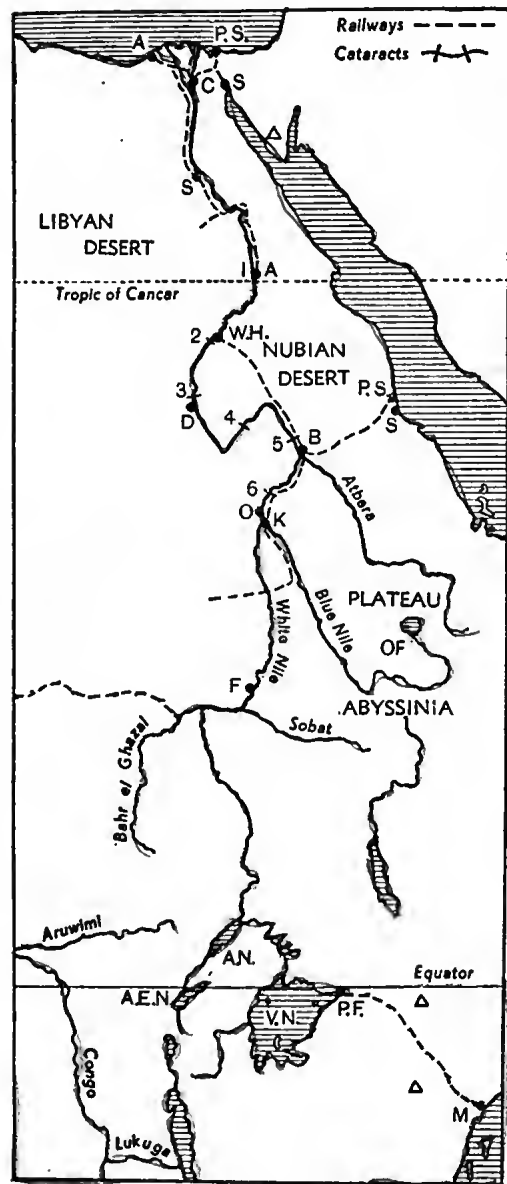 Railways
Cataracts
A P.S.
C S
S
LIBYAN
DESERT
1 A
Tropic of Cancar
2 W.H.
NUBIAN
DESERT
3
D
4
P.S.
S
5 B
Atbara
6
O K
PLATEAU
OF
ABYSSINIA
White Nile
Blue Nile
F
Sobat
Bahr el Ghazal
Aruwimi
A.N.
Equator
A.E.N.
V.N.
P.F.
Congo
M
Lukuga